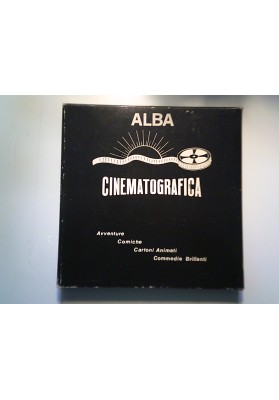 ALBA
CINEMATOGRAFICA
Avventure
Comiche
Cartoni Animati
Commedie Brillanti